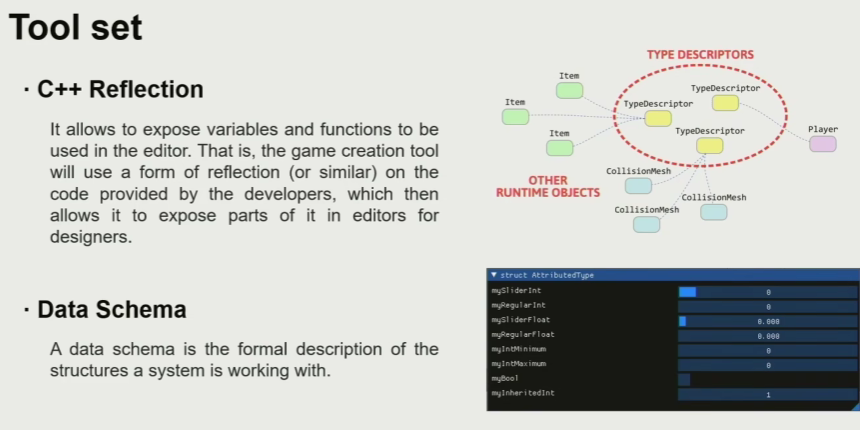 Tool set
· C++ Reflection
It allows to expose variables and functions to be
used in the editor. That is, the game creation tool
will use a form of reflection (or similar) on the
code provided by the developers, which then
allows it to expose parts of it in editors for
designers.
· Data Schema
A data schema is the formal description of the
structures a system is working with.
TYPE DESCRIPTORS
Item
TypeDescriptor
Item
TypeDescriptor
Item
TypeDescriptor
Player
OTHER
RUNTIME OBJECTS
CollisionMesh
CollisionMesh
CollisionMesh
▼ struct AttributedType
mySliderInt 0
myRegularInt 0
mySliderFloat 0.000
myRegularFloat 0.000
myIntMinimum 0
myIntMaximum 0
myBool
myInheritedInt 1